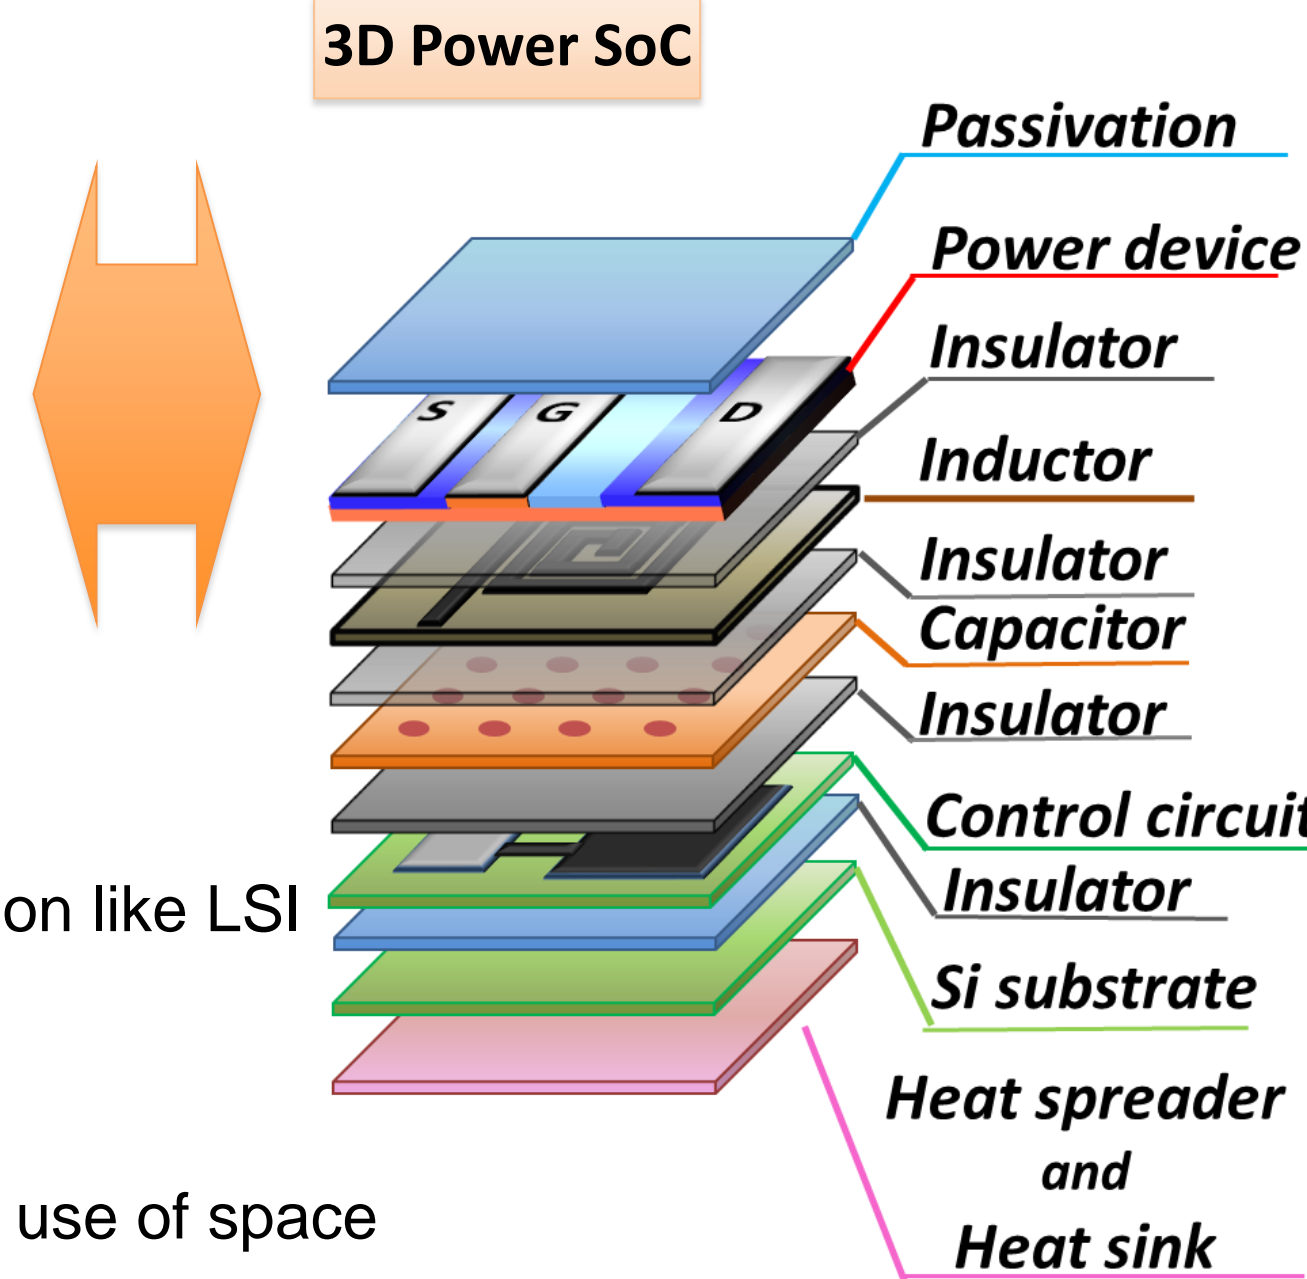 3D Power SoC
Passivation
Power device
Insulator
S G D
Inductor
Insulator
Capacitor
Insulator
Control circuit
Insulator
on like LSI
Si substrate
Heat spreader
and
Heat sink
use of space